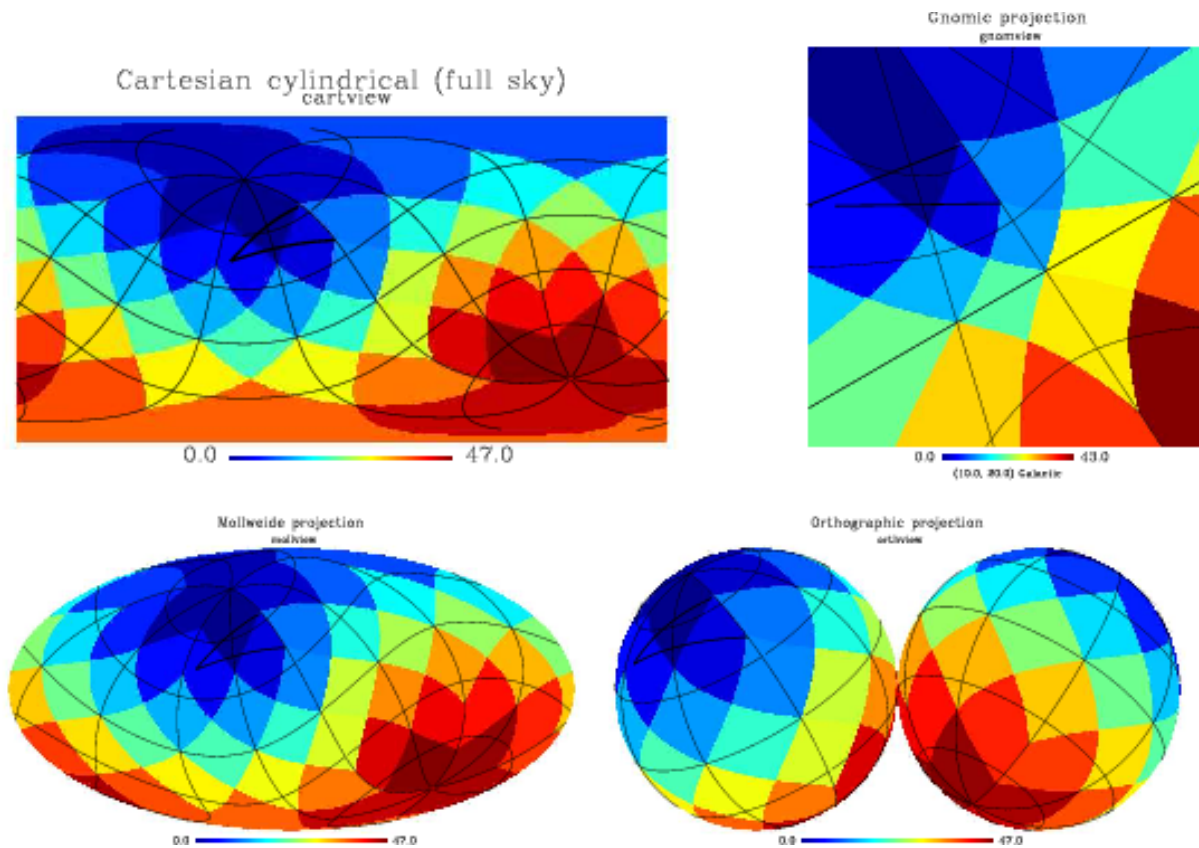 Gnomic projection
gnomview
Cartesian cylindrical (full sky)
cartview
0.0 47.0
0.0 43.0
(10.0, 20.0) Galactic
Mollweide projection
mollview
Orthographic projection
orthview
0.0 47.0
0.0 47.0